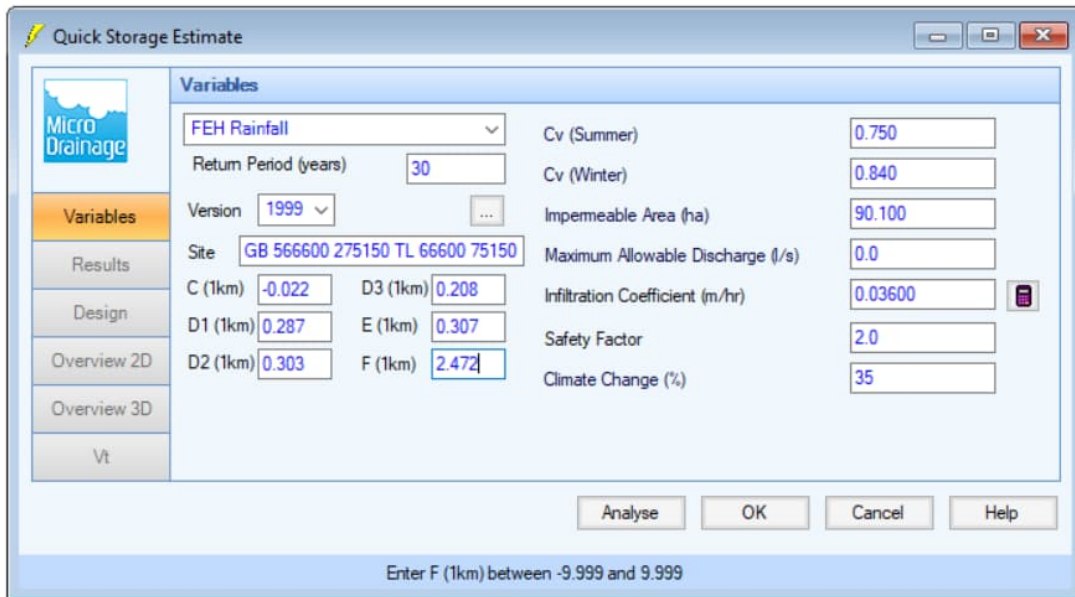 Quick Storage Estimate
Micro
Drainage
Variables
Results
Design
Overview 2D
Overview 3D
Vt
Variables
FEH Rainfall
Return Period (years) 30
Version 1999 ...
Site GB 566600 275150 TL 66600 75150
C (1km) -0.022 D3 (1km) 0.208
D1 (1km) 0.287 E (1km) 0.307
D2 (1km) 0.303 F (1km) 2.472
Cv (Summer) 0.750
Cv (Winter) 0.840
Impermeable Area (ha) 90.100
Maximum Allowable Discharge (l/s) 0.0
Infiltration Coefficient (m/hr) 0.03600
Safety Factor 2.0
Climate Change (%) 35
Analyse OK Cancel Help
Enter F (1km) between -9.999 and 9.999